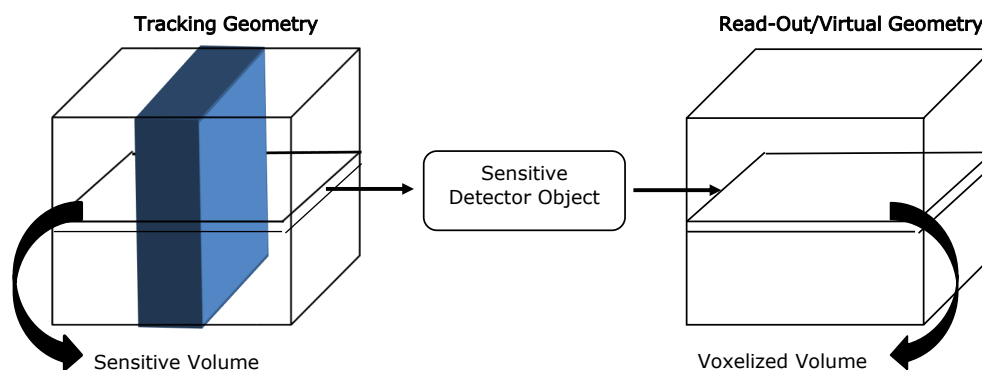 Tracking Geometry
Read-Out/Virtual Geometry
Sensitive
Detector Object
Sensitive Volume
Voxelized Volume